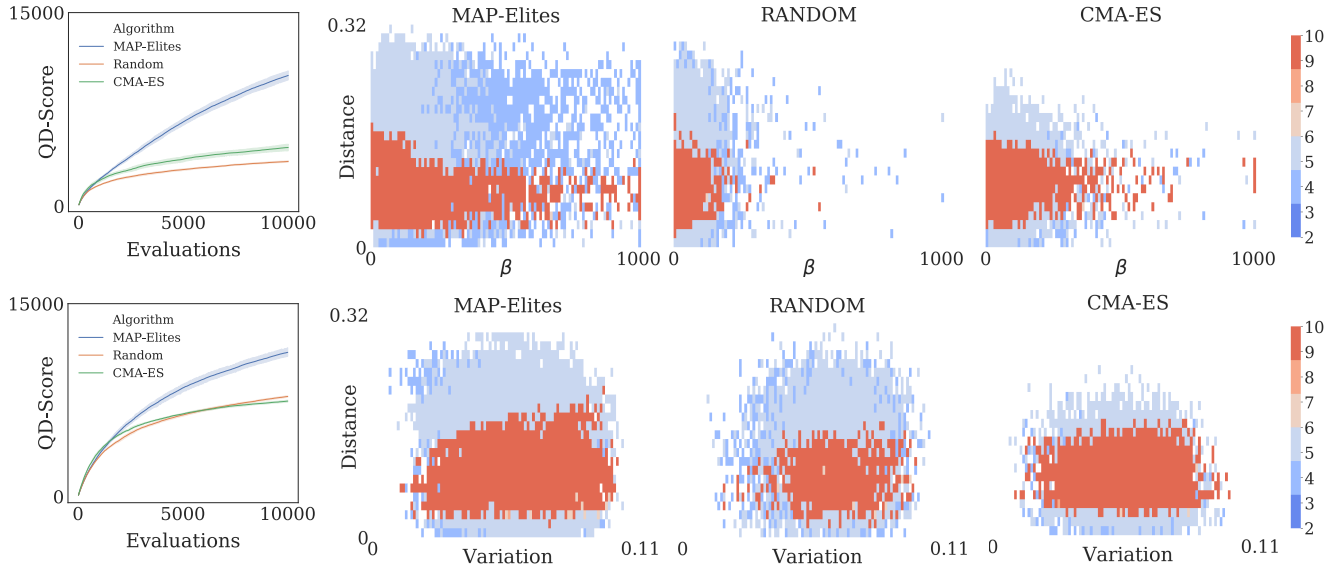 15000
Algorithm
MAP-Elites
Random
CMA-ES
QD-Score
0
0
5000
10000
Evaluations
MAP-Elites
RANDOM
CMA-ES
0.32
Distance
0
0
β
1000
0
β
1000
0
β
1000
10
9
8
7
6
5
4
3
2
15000
Algorithm
MAP-Elites
Random
CMA-ES
QD-Score
0
0
5000
10000
Evaluations
MAP-Elites
RANDOM
CMA-ES
0.32
Distance
0
0
Variation
0.11
0
Variation
0.11
0
Variation
0.11
10
9
8
7
6
5
4
3
2